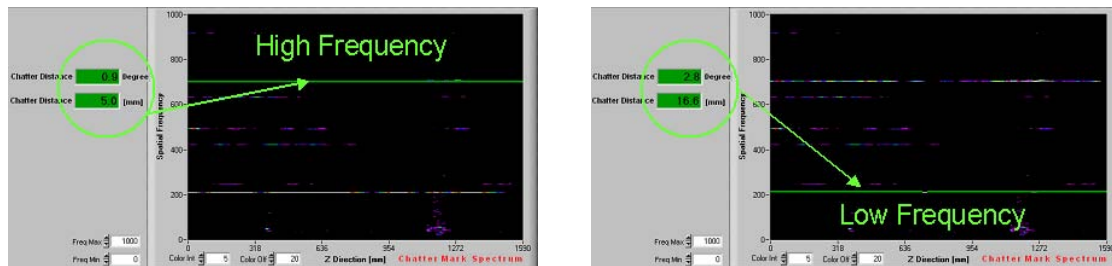 1000
High Frequency
800
Chatter Distance 0.9 Degree
Chatter Distance 5.0 [mm]
600
Spatial Frequency
400
200
0
0 318 636 954 1272 1590
Freq Max 1000
Freq Min 0
Color Int 5 Color Off 20 Z Direction [mm] Chatter Mark Spectrum
1000
800
Chatter Distance 2.8 Degree
Chatter Distance 16.6 [mm]
600
Spatial Frequency
400
200
Low Frequency
0
0 318 636 954 1272 1590
Freq Max 1000
Freq Min 0
Color Int 5 Color Off 20 Z Direction [mm] Chatter Mark Spectrum